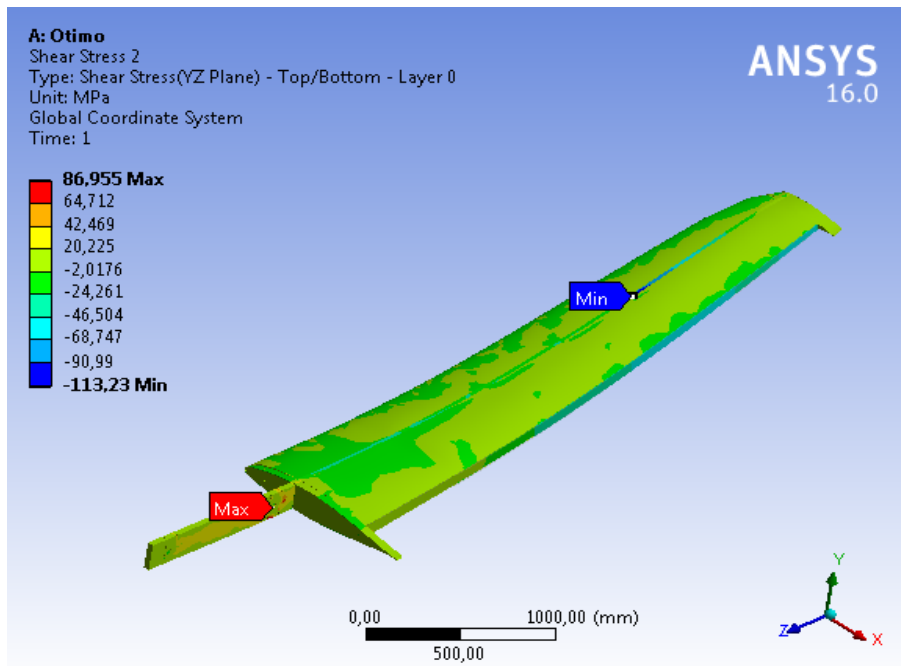 A: Otimo
Shear Stress 2
Type: Shear Stress(YZ Plane) - Top/Bottom - Layer 0
Unit: MPa
Global Coordinate System
Time: 1
ANSYS
16.0
86,955 Max
64,712
42,469
20,225
-2,0176
-24,261
-46,504
-68,747
-90,99
-113,23 Min
Min
Max
0,00 1000,00 (mm)
500,00
Y
Z
X